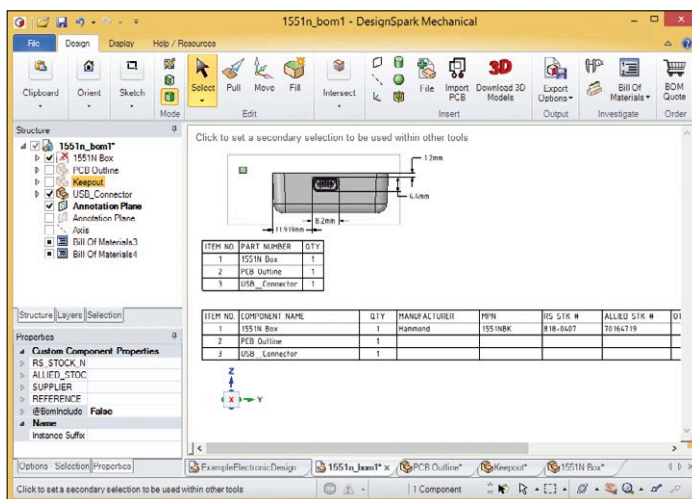 1551n_bom1 - DesignSpark Mechanical
File Design Display Help / Resources
Clipboard Orient Sketch Mode Select Pull Move Fill Edit Intersect File Import PCB Download 3D Models Insert Export Options Output Bill Of Materials Investigate BOM Quote Order
3D
Structure
1551n_bom1*
1551N Box
PCB Outline
Keepout
USB_Connector
Annotation Plane
Annotation Plane
Axis
Bill Of Materials3
Bill Of Materials4
Structure Layers Selection
Properties
Custom Component Properties
RS_STOCK_N
ALLIED_STOC
SUPPLIER
REFERENCE
@BomInclude False
Name
Instance Suffix
Options - Selection Properties
Click to set a secondary selection to be used within other tools
1.2mm
4.4mm
8.2mm
11.919mm
ITEM NO. PART NUMBER QTY
1 1551N Box 1
2 PCB Outline 1
3 USB_Connector 1
ITEM NO. COMPONENT NAME QTY MANUFACTURER MPN RS STK # ALLIED STK #
1 1551N Box 1 Hammond 1551NBK 818-0407 70164719
2 PCB Outline 1
3 USB_Connector 1
Z
X Y
ExampleElectronicDesign 1551n_bom1* x PCB Outline* Keepout* 1551N Box*
Click to set a secondary selection to be used within other tools 1 Component